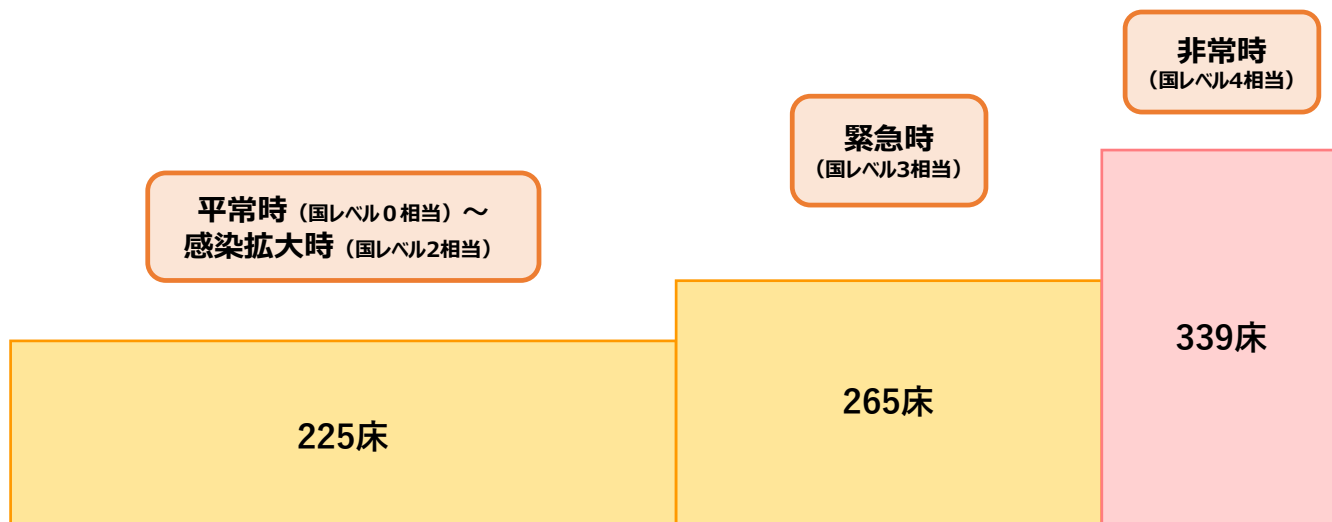 平常時（国レベル０相当）～
感染拡大時（国レベル2相当）
225床
緊急時
（国レベル3相当）
265床
非常時
（国レベル4相当）
339床